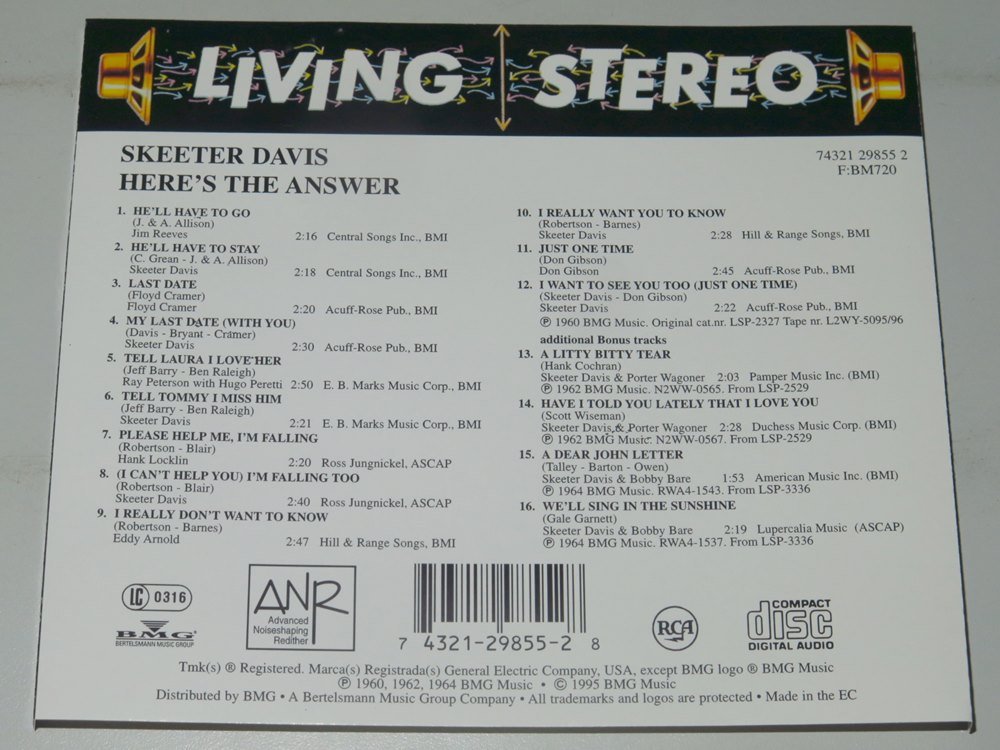 LIVING STEREO
SKEETER DAVIS
HERE'S THE ANSWER
74321 29855 2
F:BM720
1. HE'LL HAVE TO GO
(J. & A. Allison)
Jim Reeves 2:16 Central Songs Inc., BMI
2. HE'LL HAVE TO STAY
(C. Grean - J. & A. Allison)
Skeeter Davis 2:18 Central Songs Inc., BMI
3. LAST DATE
(Floyd Cramer)
Floyd Cramer 2:20 Acuff-Rose Pub., BMI
4. MY LAST DATE (WITH YOU)
(Davis - Bryant - Cramer)
Skeeter Davis 2:30 Acuff-Rose Pub., BMI
5. TELL LAURA I LOVE HER
(Jeff Barry - Ben Raleigh)
Ray Peterson with Hugo Peretti 2:50 E. B. Marks Music Corp., BMI
6. TELL TOMMY I MISS HIM
(Jeff Barry - Ben Raleigh)
Skeeter Davis 2:21 E. B. Marks Music Corp., BMI
7. PLEASE HELP ME, I'M FALLING
(Robertson - Blair)
Hank Locklin 2:20 Ross Jungnickel, ASCAP
8. (I CAN'T HELP YOU) I'M FALLING TOO
(Robertson - Blair)
Skeeter Davis 2:40 Ross Jungnickel, ASCAP
9. I REALLY DON'T WANT TO KNOW
(Robertson - Barnes)
Eddy Arnold 2:47 Hill & Range Songs, BMI
10. I REALLY WANT YOU TO KNOW
(Robertson - Barnes)
Skeeter Davis 2:28 Hill & Range Songs, BMI
11. JUST ONE TIME
(Don Gibson)
Don Gibson 2:45 Acuff-Rose Pub., BMI
12. I WANT TO SEE YOU TOO (JUST ONE TIME)
(Skeeter Davis - Don Gibson)
Skeeter Davis 2:22 Acuff-Rose Pub., BMI
℗ 1960 BMG Music. Original cat.nr. LSP-2327 Tape nr. L2WY-5095/96
additional Bonus tracks
13. A LITTY BITTY TEAR
(Hank Cochran)
Skeeter Davis & Porter Wagoner 2:03 Pamper Music Inc. (BMI)
℗ 1962 BMG Music. N2WW-0565. From LSP-2529
14. HAVE I TOLD YOU LATELY THAT I LOVE YOU
(Scott Wiseman)
Skeeter Davis & Porter Wagoner 2:28 Duchess Music Corp. (BMI)
℗ 1962 BMG Music. N2WW-0567. From LSP-2529
15. A DEAR JOHN LETTER
(Talley - Barton - Owen)
Skeeter Davis & Bobby Bare 1:53 American Music Inc. (BMI)
℗ 1964 BMG Music. RWA4-1543. From LSP-3336
16. WE'LL SING IN THE SUNSHINE
(Gale Garnett)
Skeeter Davis & Bobby Bare 2:19 Lupercalia Music (ASCAP)
℗ 1964 BMG Music. RWA4-1537. From LSP-3336
LC 0316
BMG
BERTELSMANN MUSIC GROUP
ANR
Advanced
Noiseshaping
Redither
7 4321-29855-2 8
RCA
COMPACT
disc
DIGITAL AUDIO
Tmk(s) ® Registered. Marca(s) Registrada(s) General Electric Company, USA, except BMG logo ® BMG Music
℗ 1960, 1962, 1964 BMG Music • © 1995 BMG Music
Distributed by BMG • A Bertelsmann Music Group Company • All trademarks and logos are protected • Made in the EC